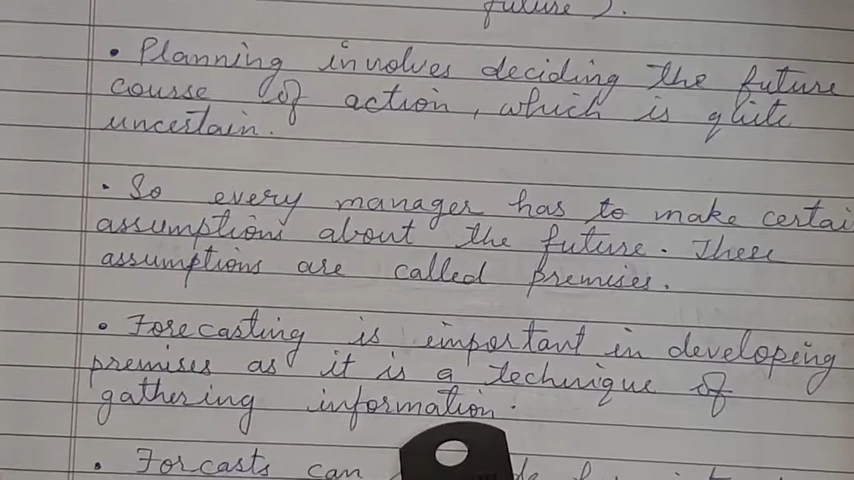 future).
• Planning involves deciding the future
course of action, which is quite
uncertain.
• So every manager has to make certai
assumptions about the future. These
assumptions are called premises.
• Forecasting is important in developing
premises as it is a technique of
gathering information.
• Forcasts can